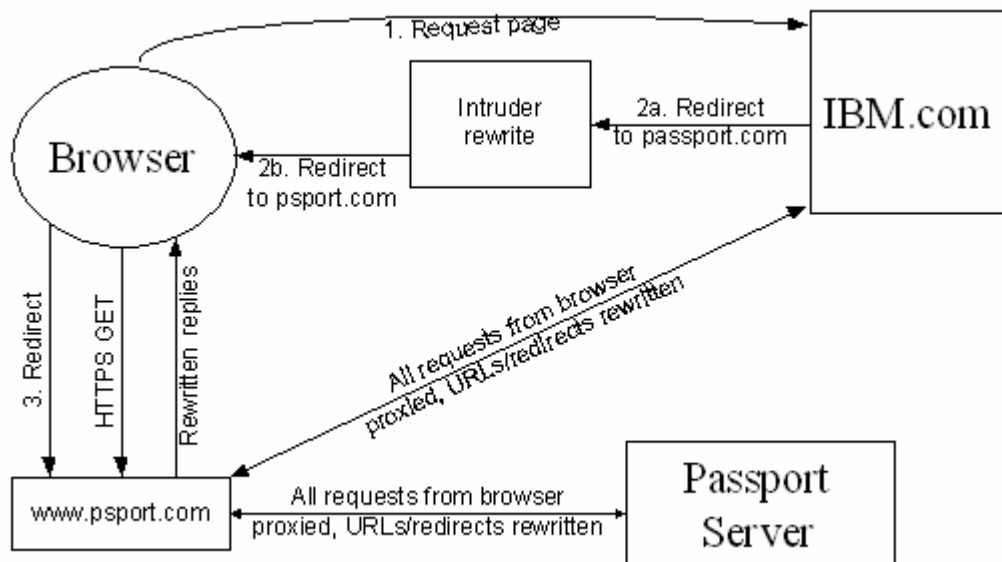 1. Request page
IBM.com
Intruder
rewrite
2a. Redirect
to passport.com
Browser
2b. Redirect
to psport.com
3. Redirect
HTTPS GET
Rewritten replies
All requests from browser
proxied, URLs/redirects rewritten
www.psport.com
All requests from browser
proxied, URLs/redirects rewritten
Passport
Server